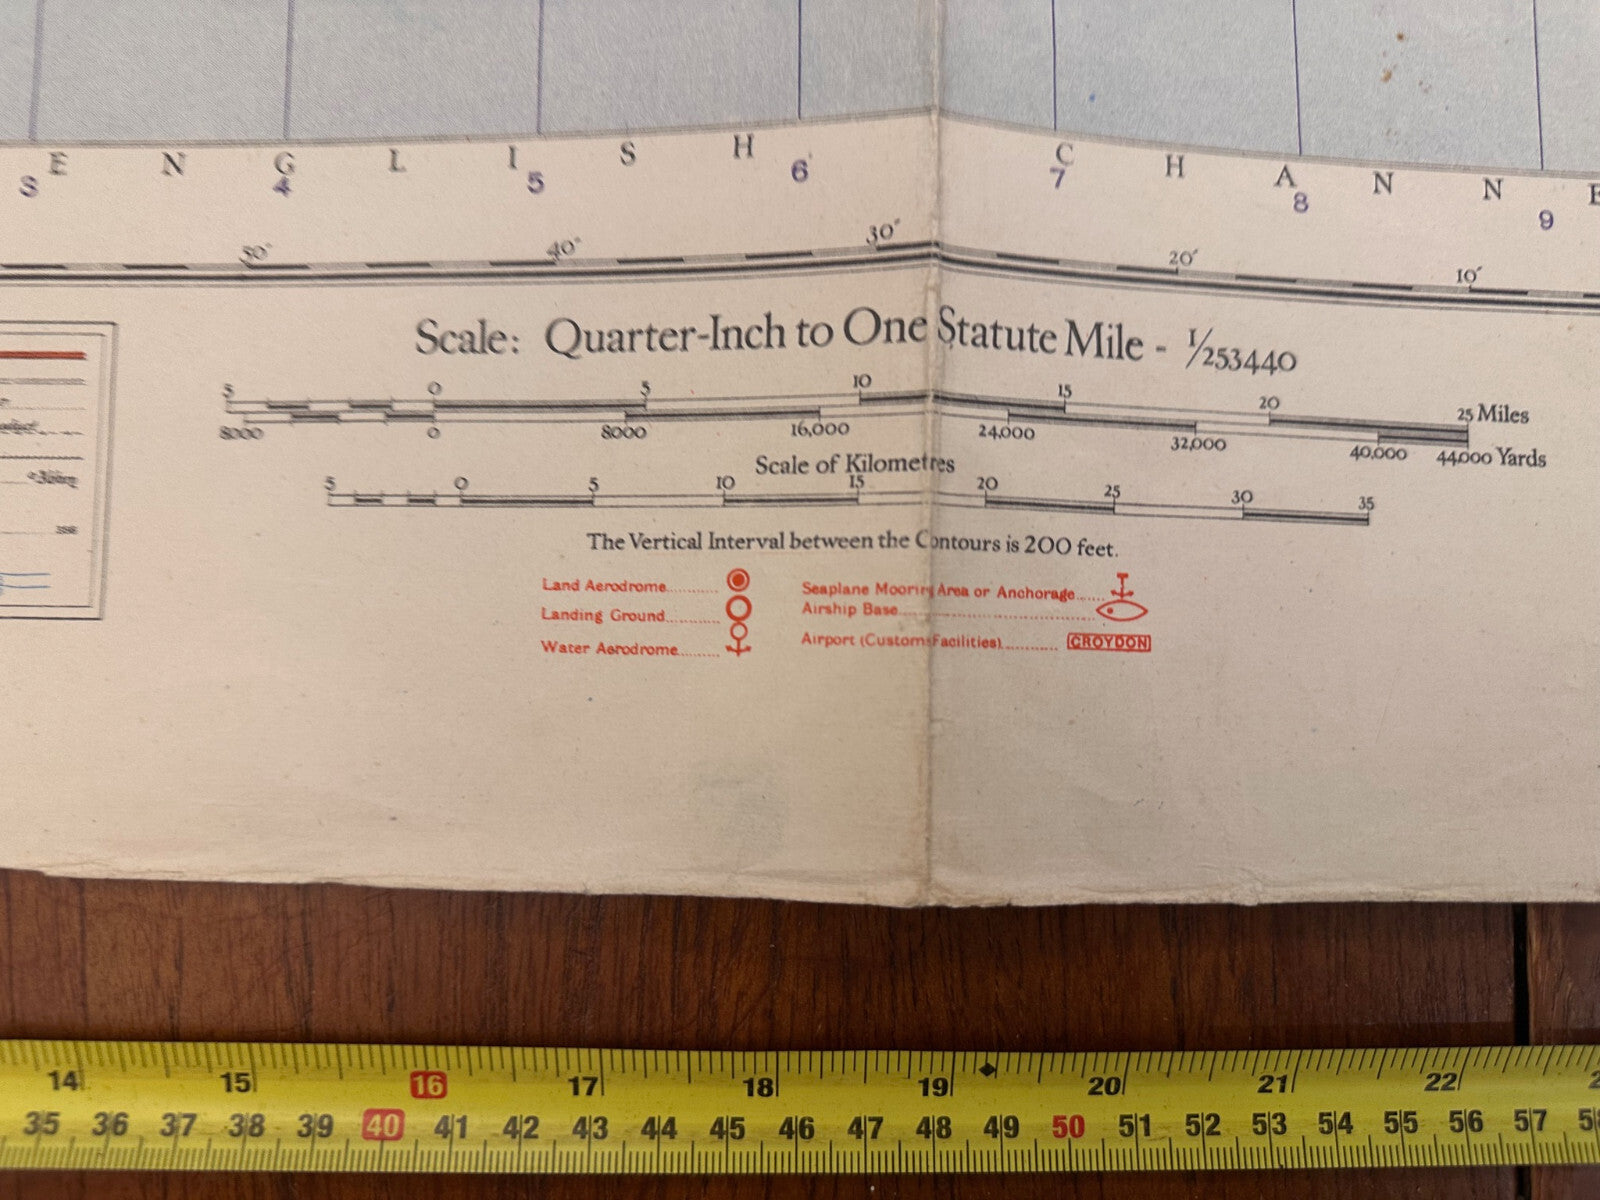 E N G L I S H C H A N N E
3 4 5 6 7 8 9
50' 40' 30' 20' 10'
Scale: Quarter-Inch to One Statute Mile - 1/253440
5 0 5 10 15 20 25 Miles
8000 0 8000 16,000 24,000 32,000 40,000 44,000 Yards
Scale of Kilometres
5 0 5 10 15 20 25 30 35
The Vertical Interval between the Contours is 200 feet.
Land Aerodrome..........
Landing Ground..........
Water Aerodrome........
Seaplane Mooring Area or Anchorage.....
Airship Base............................
Airport (Customs Facilities)........... CROYDON
14 15 16 17 18 19 20 21 22
35 36 37 38 39 40 41 42 43 44 45 46 47 48 49 50 51 52 53 54 55 56 57